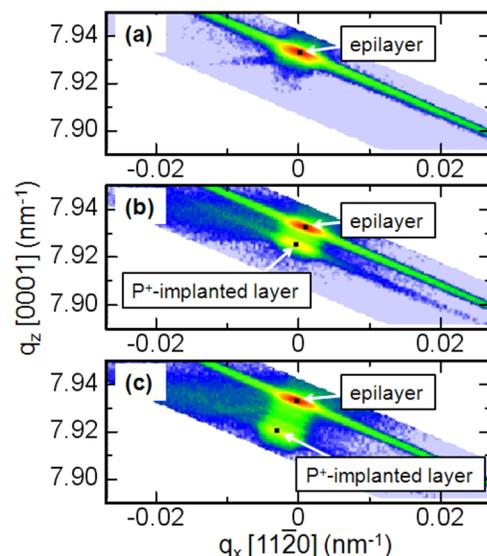 (a)
epilayer
7.94
7.92
7.90
-0.02 0 0.02
(b)
epilayer
P⁺-implanted layer
7.94
7.92
7.90
-0.02 0 0.02
(c)
epilayer
P⁺-implanted layer
7.94
7.92
7.90
-0.02 0 0.02
q_z [0001] (nm⁻¹)
q_x [112̅0] (nm⁻¹)